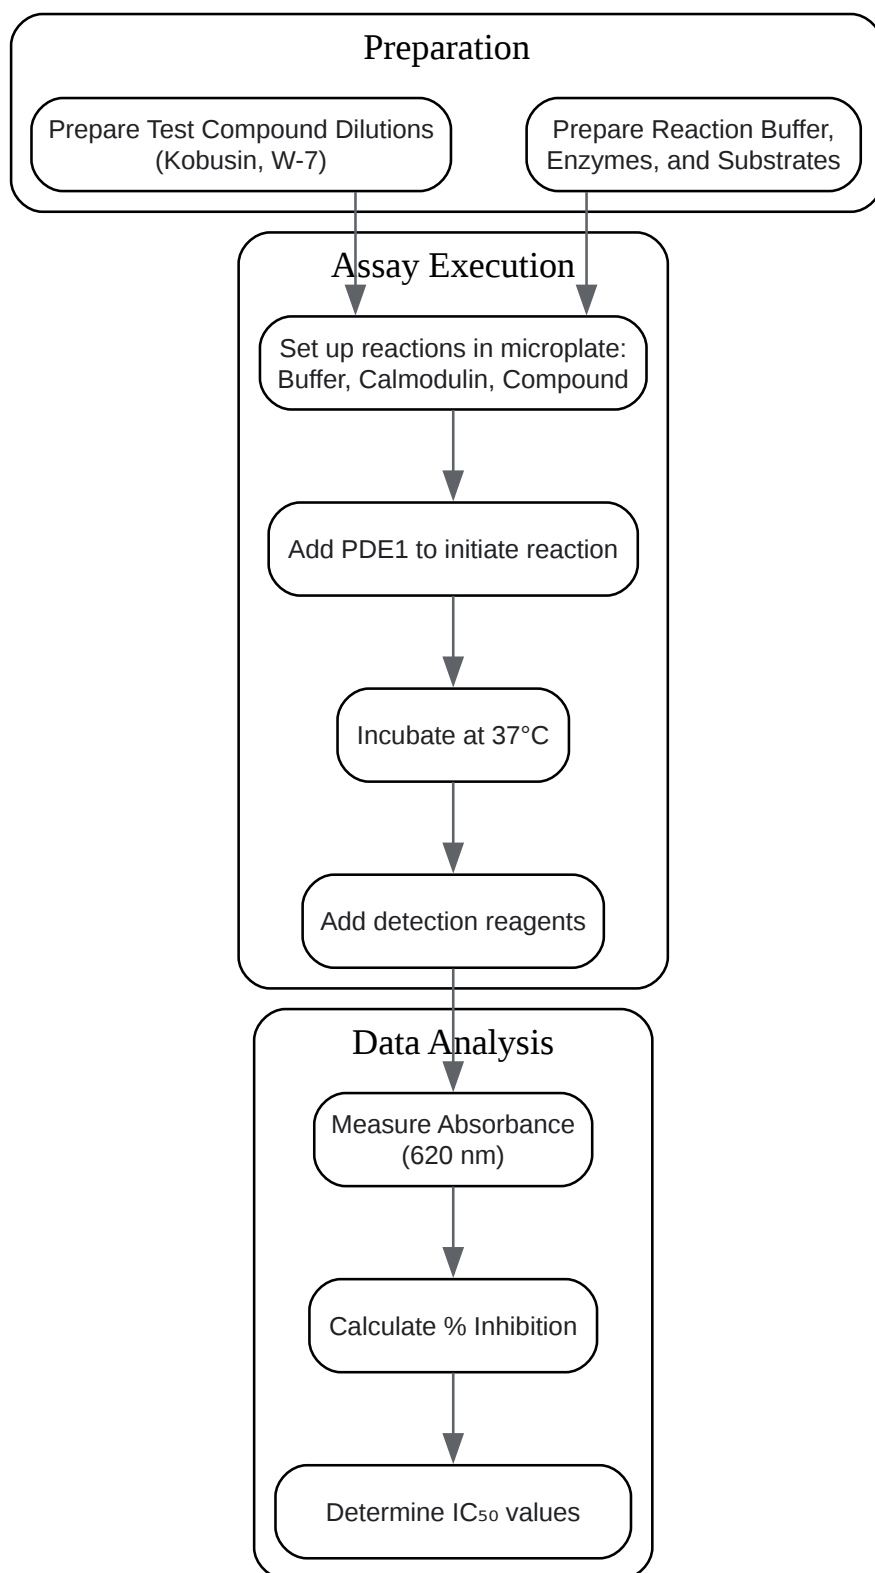 Preparation
Prepare Test Compound Dilutions
(Kobusin, W-7)
Prepare Reaction Buffer,
Enzymes, and Substrates
Assay Execution
Set up reactions in microplate:
Buffer, Calmodulin, Compound
Add PDE1 to initiate reaction
Incubate at 37°C
Add detection reagents
Data Analysis
Measure Absorbance
(620 nm)
Calculate % Inhibition
Determine IC₅₀ values